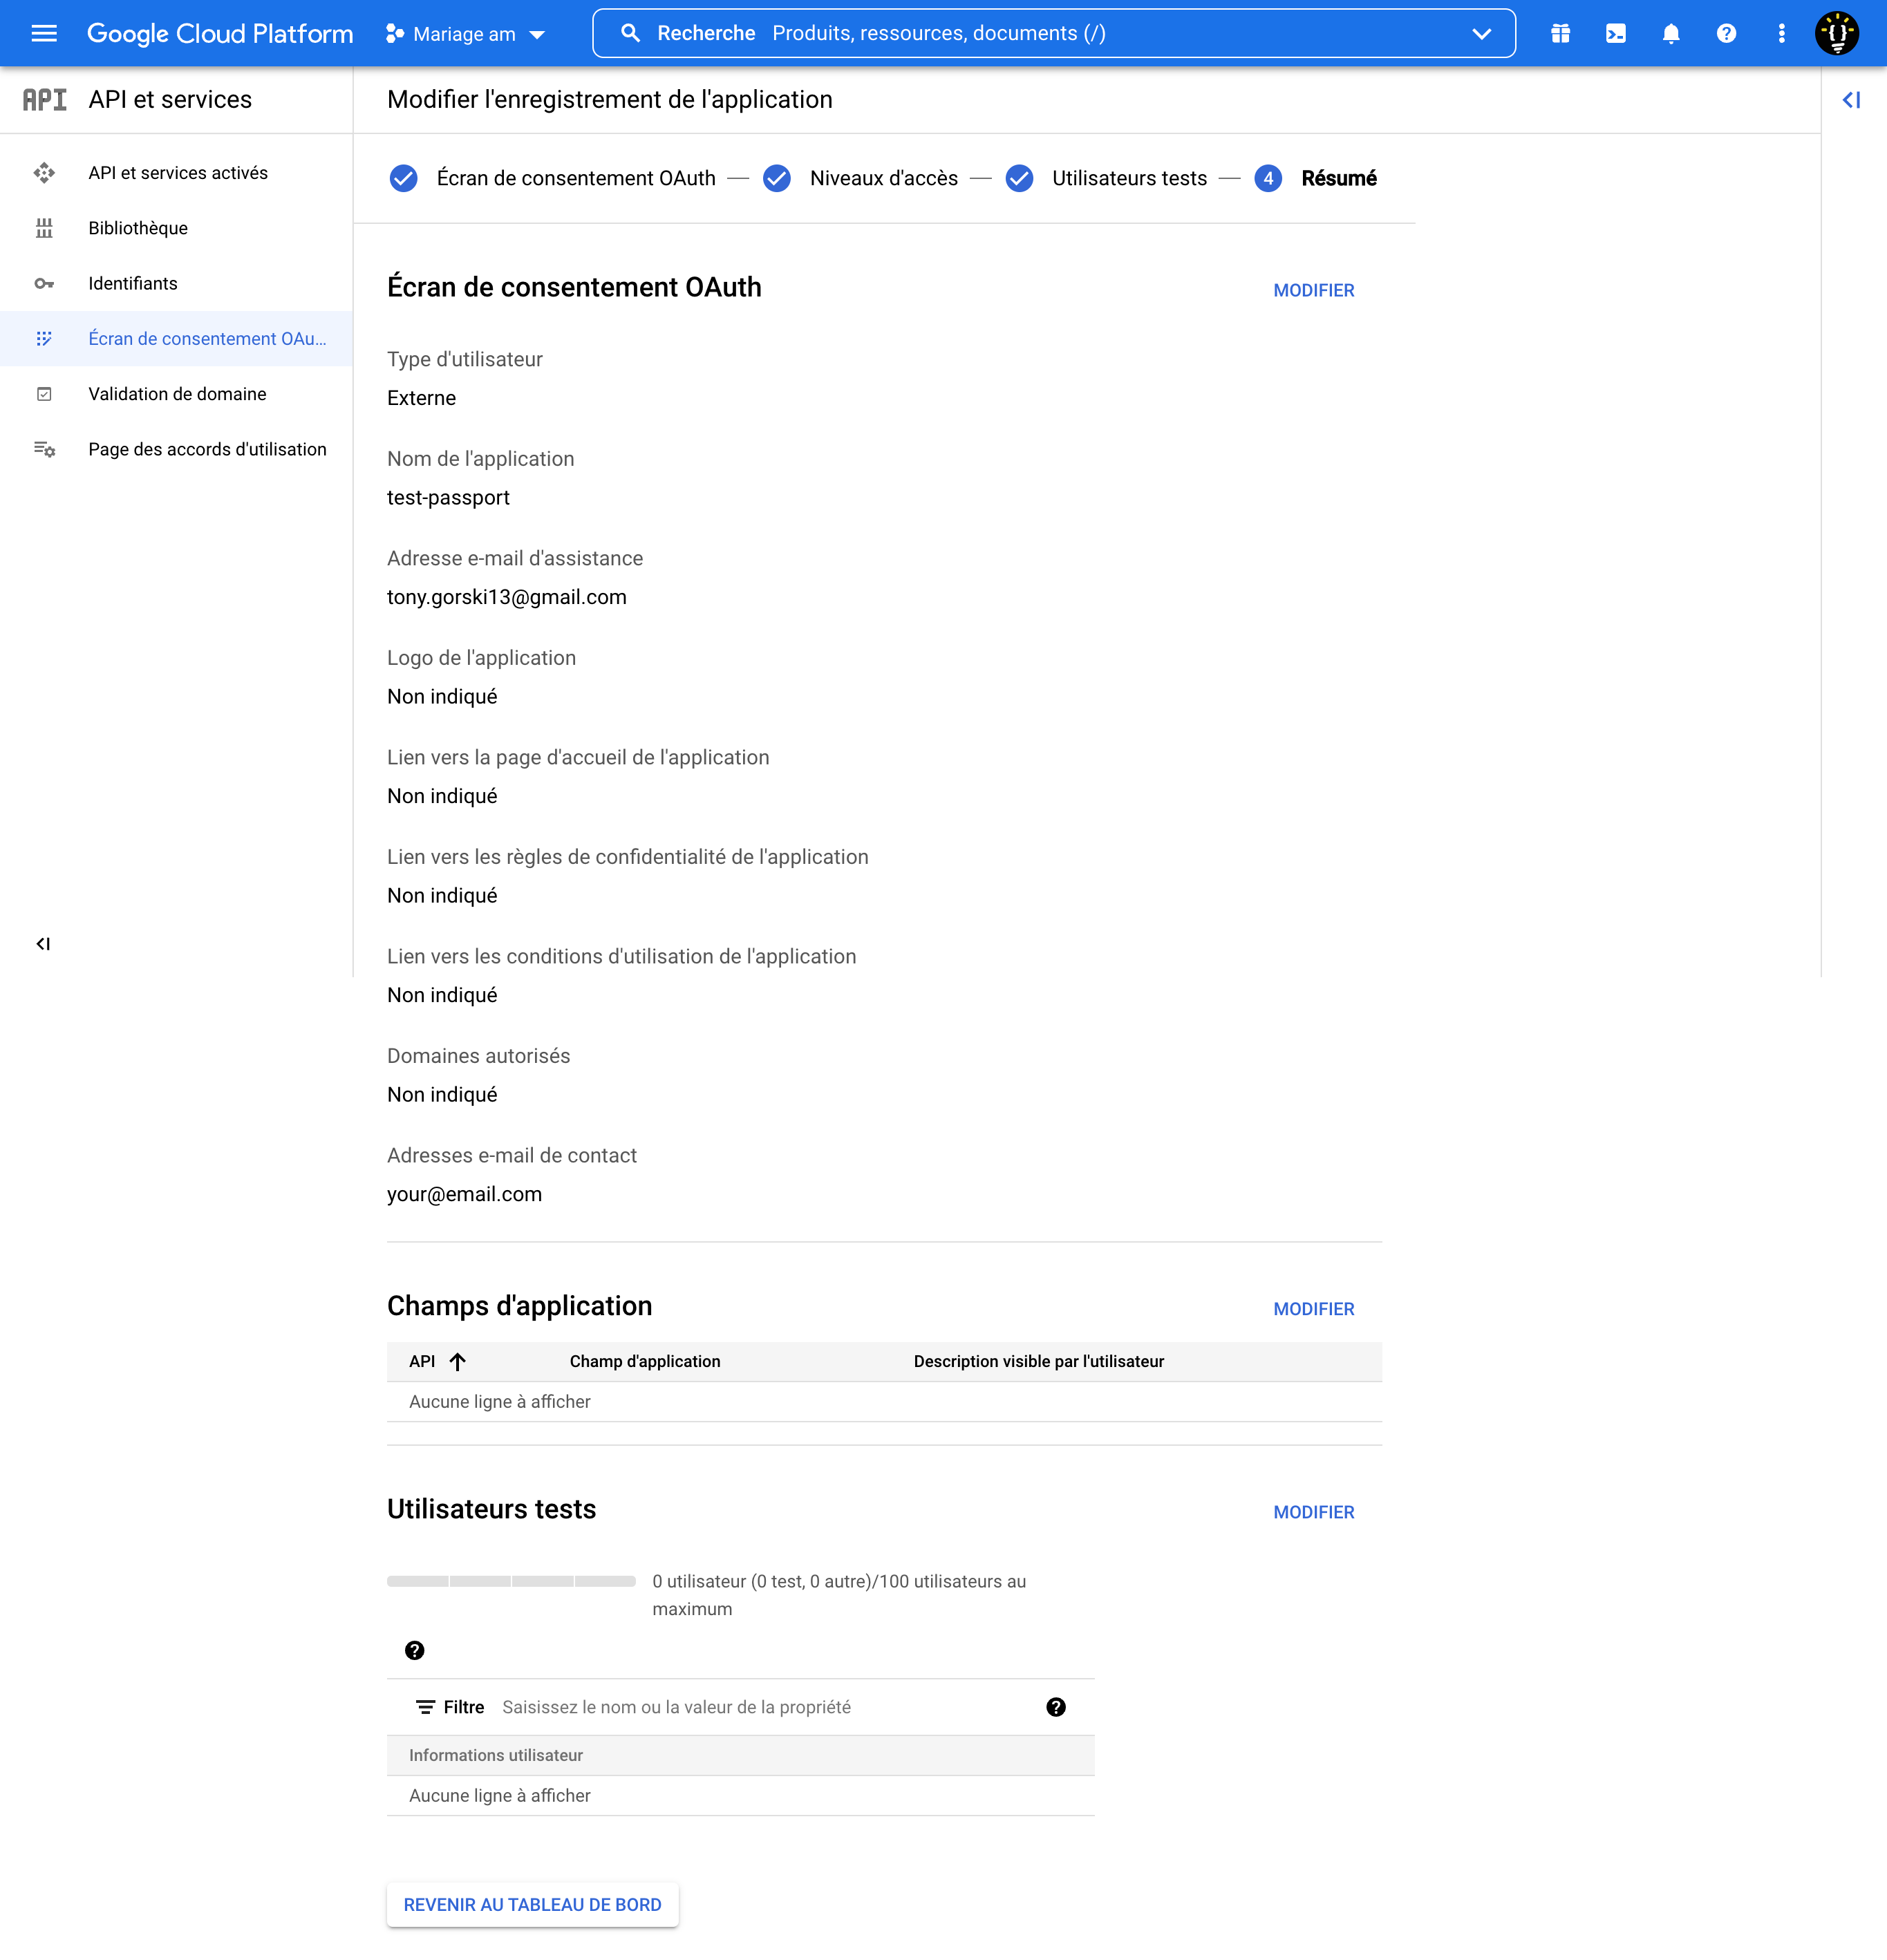 Google Cloud Platform
Mariage am
Recherche Produits, ressources, documents (/)
API API et services
Modifier l'enregistrement de l'application
API et services activés
Bibliothèque
Identifiants
Écran de consentement OAu...
Validation de domaine
Page des accords d'utilisation
Écran de consentement OAuth — Niveaux d'accès — Utilisateurs tests — 4 Résumé
Écran de consentement OAuth
MODIFIER
Type d'utilisateur
Externe
Nom de l'application
test-passport
Adresse e-mail d'assistance
tony.gorski13@gmail.com
Logo de l'application
Non indiqué
Lien vers la page d'accueil de l'application
Non indiqué
Lien vers les règles de confidentialité de l'application
Non indiqué
Lien vers les conditions d'utilisation de l'application
Non indiqué
Domaines autorisés
Non indiqué
Adresses e-mail de contact
your@email.com
Champs d'application
MODIFIER
API Champ d'application Description visible par l'utilisateur
Aucune ligne à afficher
Utilisateurs tests
MODIFIER
0 utilisateur (0 test, 0 autre)/100 utilisateurs au
maximum
Filtre Saisissez le nom ou la valeur de la propriété
Informations utilisateur
Aucune ligne à afficher
REVENIR AU TABLEAU DE BORD